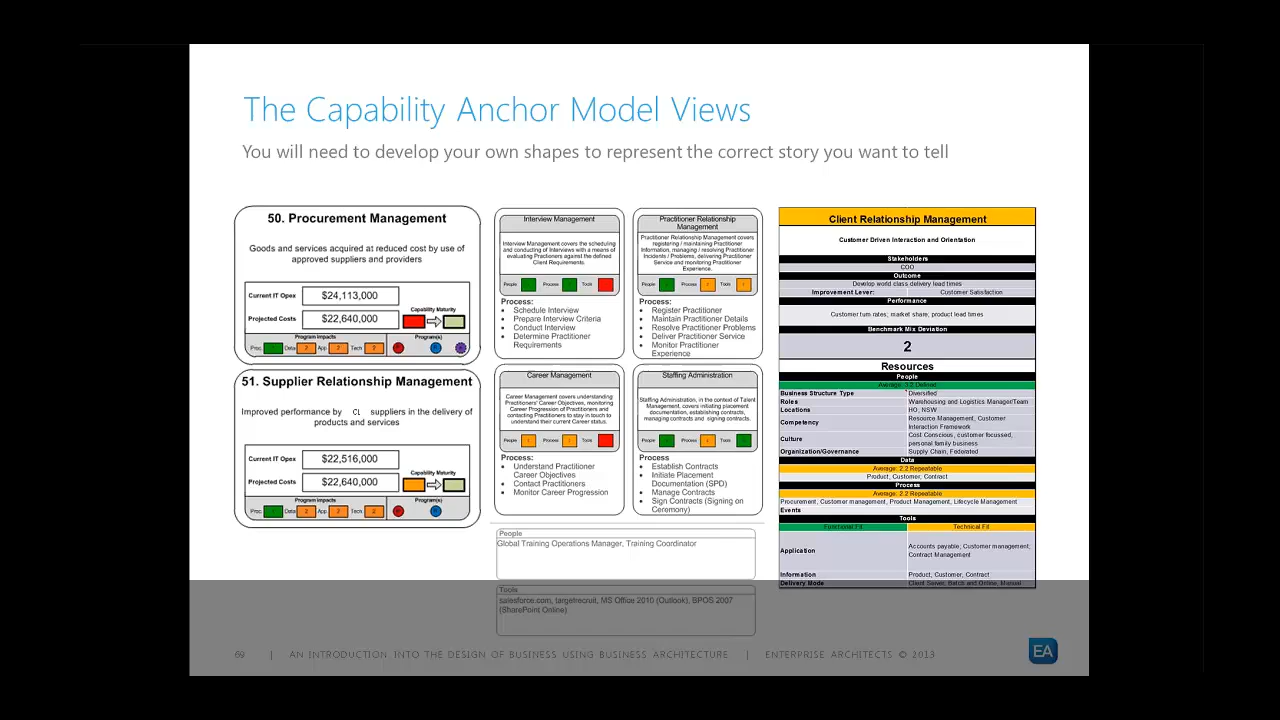 The Capability Anchor Model Views
You will need to develop your own shapes to represent the correct story you want to tell
50. Procurement Management
Goods and services acquired at reduced cost by use of
approved suppliers and providers
Current IT Opex
$24,113,000
Projected Costs
$22,640,000
Capability Maturity
Program Impacts
Program(s)
Proc. Data 2 App. 2 Tech. 2
51. Supplier Relationship Management
Improved performance by CL suppliers in the delivery of
products and services
Current IT Opex
$22,516,000
Projected Costs
$22,640,000
Capability Maturity
Program Impacts
Program(s)
Proc. Data 2 App. 2 Tech. 2
Interview Management
Interview Management covers the scheduling
and conducting of Interviews with a means of
evaluating Practioners against the defined
Client Requirements.
People Process Tools
Process:
• Schedule Interview
• Prepare Interview Criteria
• Conduct Interview
• Determine Practitioner
Requirements
Practitioner Relationship
Management
Practitioner Relationship Management covers
registering / maintaining Practitioner
Information, managing / resolving Practitioner
Incidents / Problems, delivering Practitioner
Service and monitoring Practitioner
Experience.
People Process Tools
Process:
• Register Practitioner
• Maintain Practitioner Details
• Resolve Practitioner Problems
• Deliver Practitioner Service
• Monitor Practitioner
Experience
Career Management
Career Management covers understanding
Practitioners' Career Objectives, monitoring
Career Progression of Practitioners and
contacting Practitioners to stay in touch to
understand their current Career status.
People Process Tools
Process:
• Understand Practitioner
Career Objectives
• Contact Practitioners
• Monitor Career Progression
Staffing Administration
Staffing Administration, in the context of Talent
Management, covers initiating placement
documentation, establishing contracts,
managing contracts and signing contracts.
People Process Tools
Process
• Establish Contracts
• Initiate Placement
Documentation (SPD)
• Manage Contracts
• Sign Contracts (Signing on
Ceremony)
People
Global Training Operations Manager, Training Coordinator
Tools
salesforce.com, targetrecruit, MS Office 2010 (Outlook), BPOS 2007
(SharePoint Online)
Client Relationship Management
Customer Driven Interaction and Orientation
Stakeholders
COO
Outcome
Develop world class delivery lead times
Improvement Lever: Customer Satisfaction
Performance
Customer turn rates; market share; product lead times
Benchmark Mix Deviation
2
Resources
People
Average: 3.2 Defined
Business Structure Type Diversified
Roles Warehousing and Logistics Manager/Team
Locations HO, NSW
Competency Resource Management, Customer
Interaction Framework
Culture Cost Conscious, customer focussed,
personal family business
Organization/Governance Supply Chain, Federated
Data
Average: 2.2 Repeatable
Product, Customer, Contract
Process
Average: 2.2 Repeatable
Procurement, Customer management, Product Management, Lifecycle Management
Events
Tools
Functional Fit Technical Fit
Application Accounts payable; Customer management;
Contract Management
Information Product, Customer, Contract
Delivery Mode Client Server, Batch and Online, Manual
69 | AN INTRODUCTION INTO THE DESIGN OF BUSINESS USING BUSINESS ARCHITECTURE | ENTERPRISE ARCHITECTS © 2013
EA